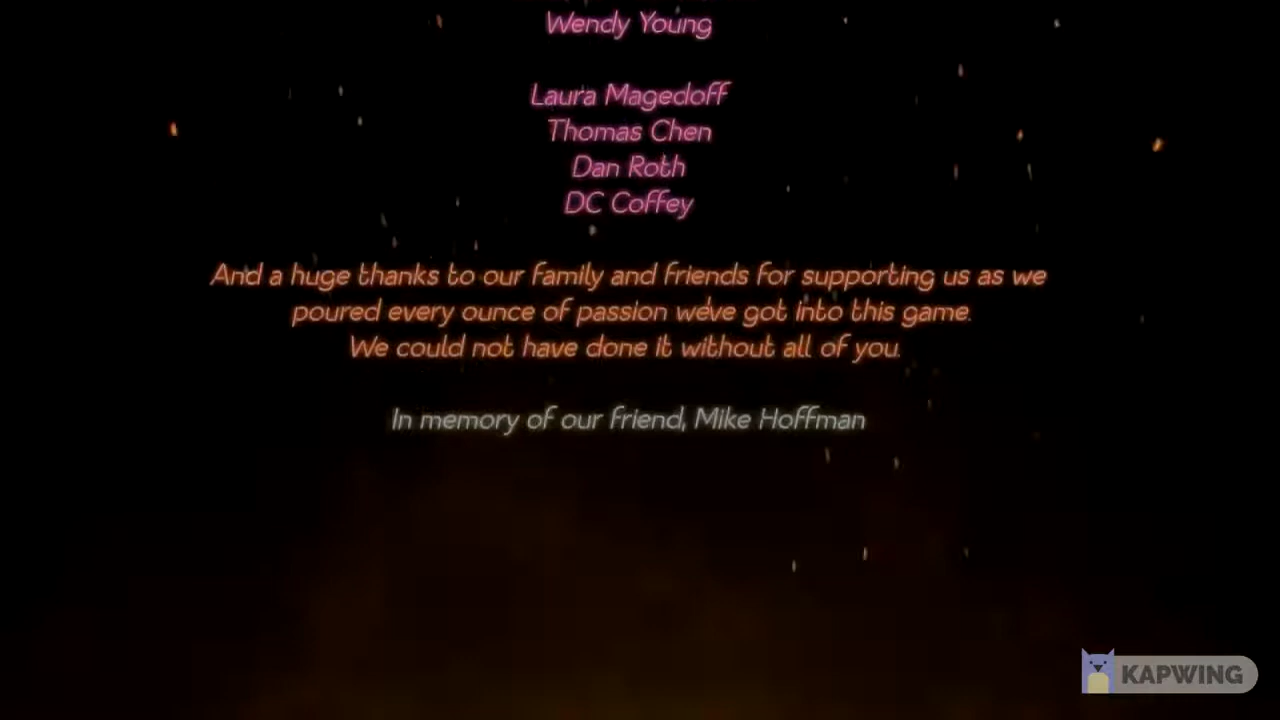 Wendy Young
Laura Magedoff
Thomas Chen
Dan Roth
DC Coffey
And a huge thanks to our family and friends for supporting us as we
poured every ounce of passion we've got into this game.
We could not have done it without all of you.
In memory of our friend, Mike Hoffman
KAPWING